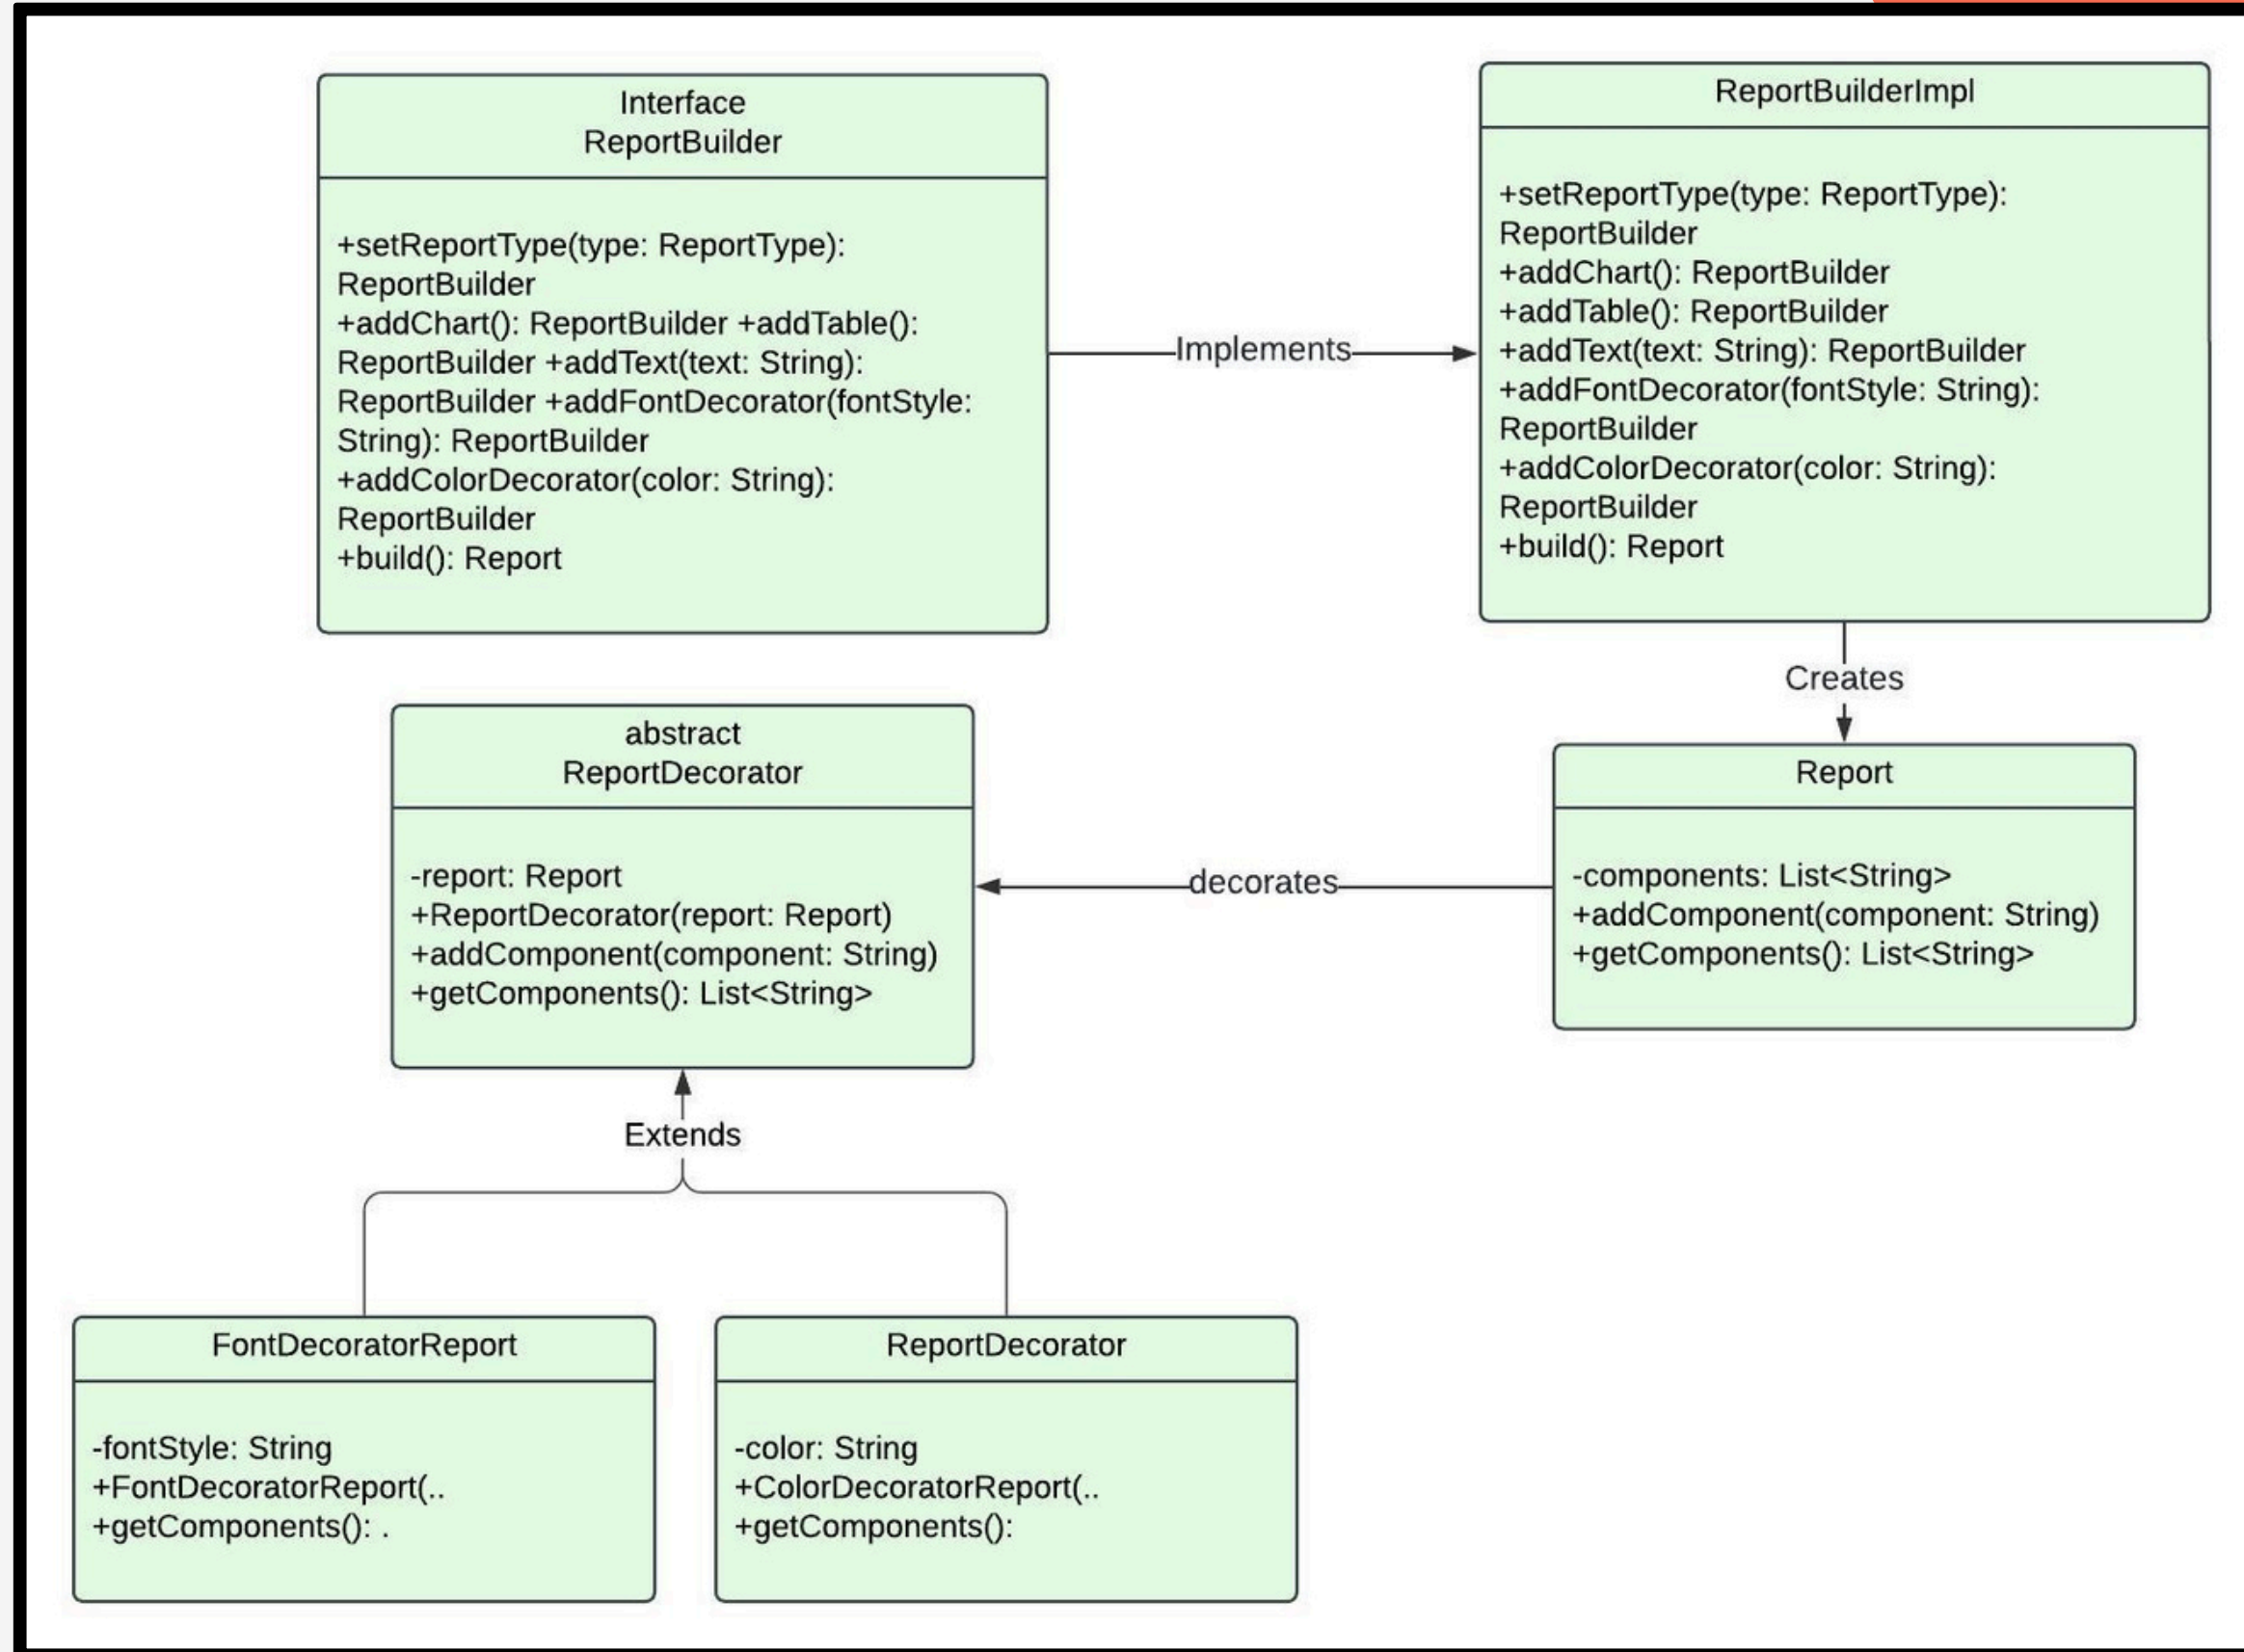 Interface
ReportBuilder
+setReportType(type: ReportType):
ReportBuilder
+addChart(): ReportBuilder +addTable():
ReportBuilder +addText(text: String):
ReportBuilder +addFontDecorator(fontStyle:
String): ReportBuilder
+addColorDecorator(color: String):
ReportBuilder
+build(): Report
Implements
ReportBuilderImpl
+setReportType(type: ReportType):
ReportBuilder
+addChart(): ReportBuilder
+addTable(): ReportBuilder
+addText(text: String): ReportBuilder
+addFontDecorator(fontStyle: String):
ReportBuilder
+addColorDecorator(color: String):
ReportBuilder
+build(): Report
Creates
abstract
ReportDecorator
-report: Report
+ReportDecorator(report: Report)
+addComponent(component: String)
+getComponents(): List<String>
decorates
Report
-components: List<String>
+addComponent(component: String)
+getComponents(): List<String>
Extends
FontDecoratorReport
-fontStyle: String
+FontDecoratorReport(..
+getComponents(): .
ReportDecorator
-color: String
+ColorDecoratorReport(..
+getComponents():